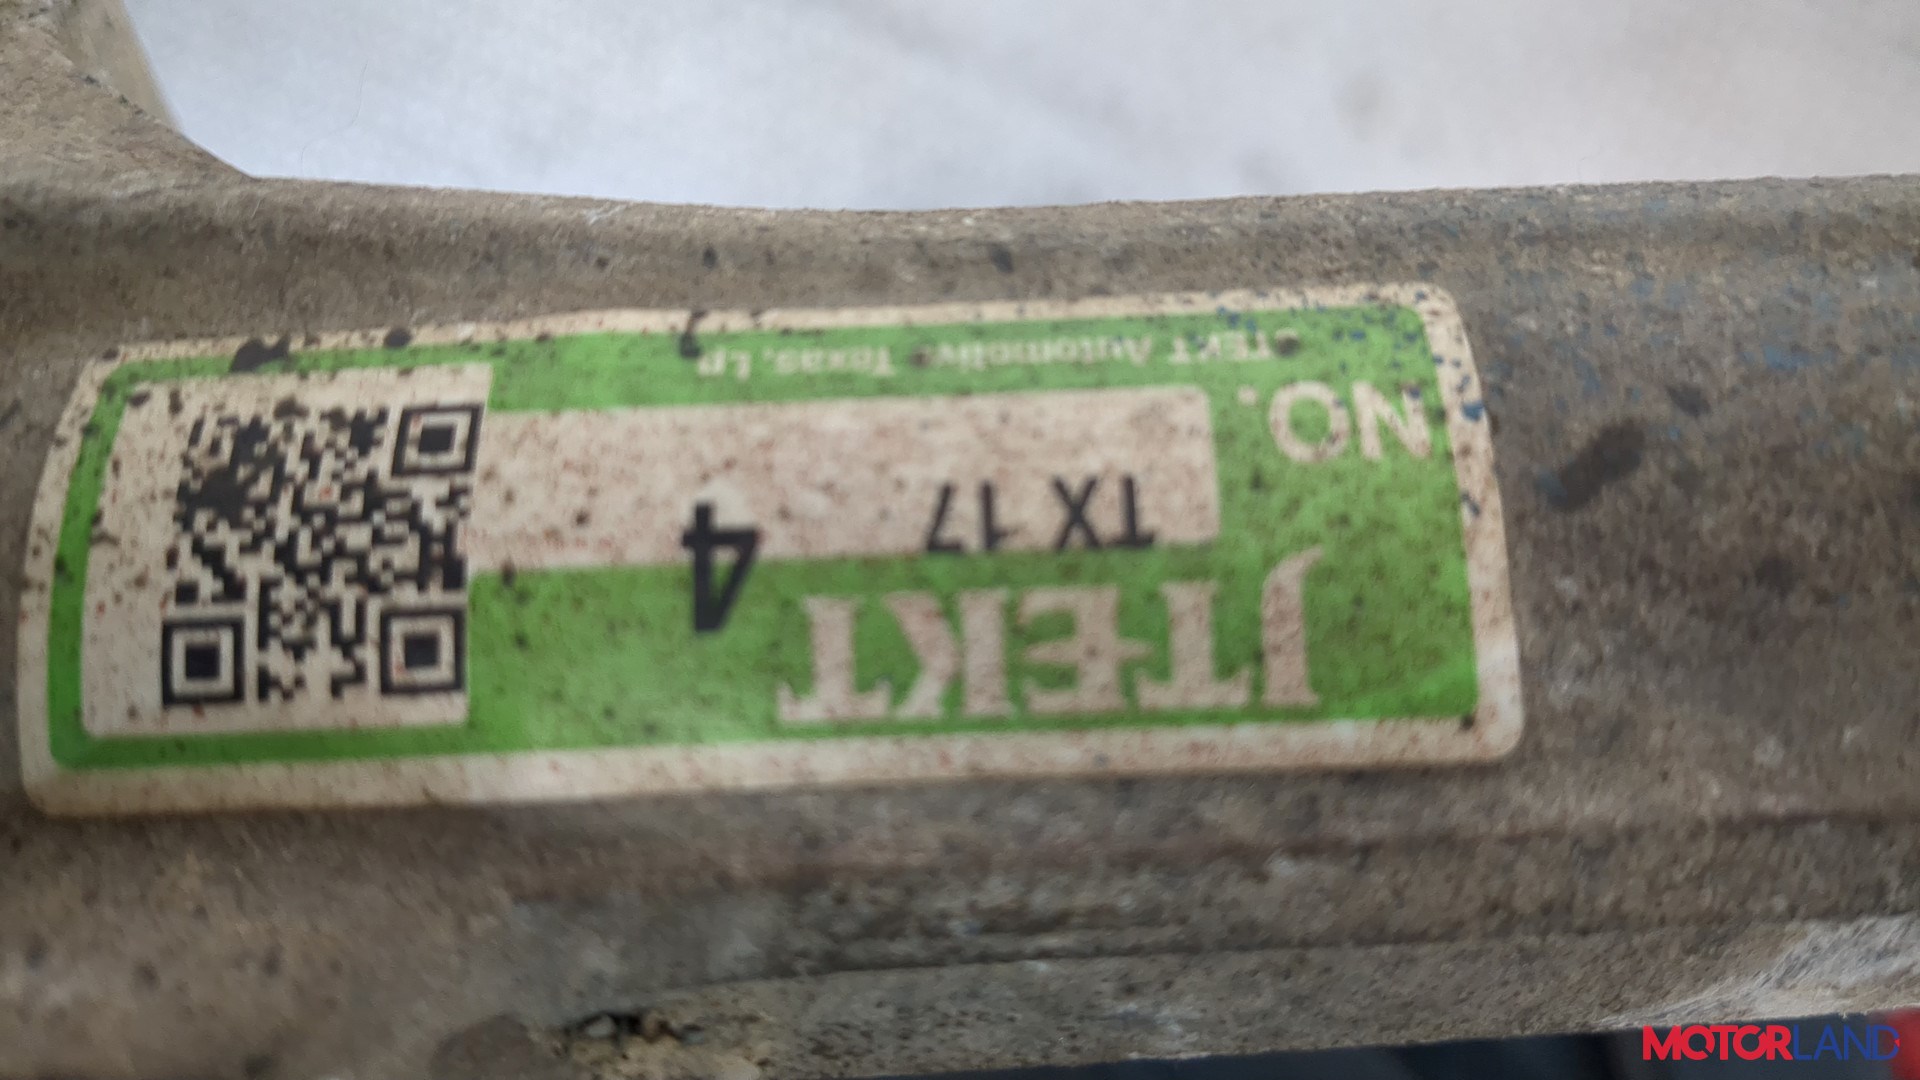 JTEKT
TX 17 4
NO.
JTEKT Automotive Texas, Lp
MOTORLAND